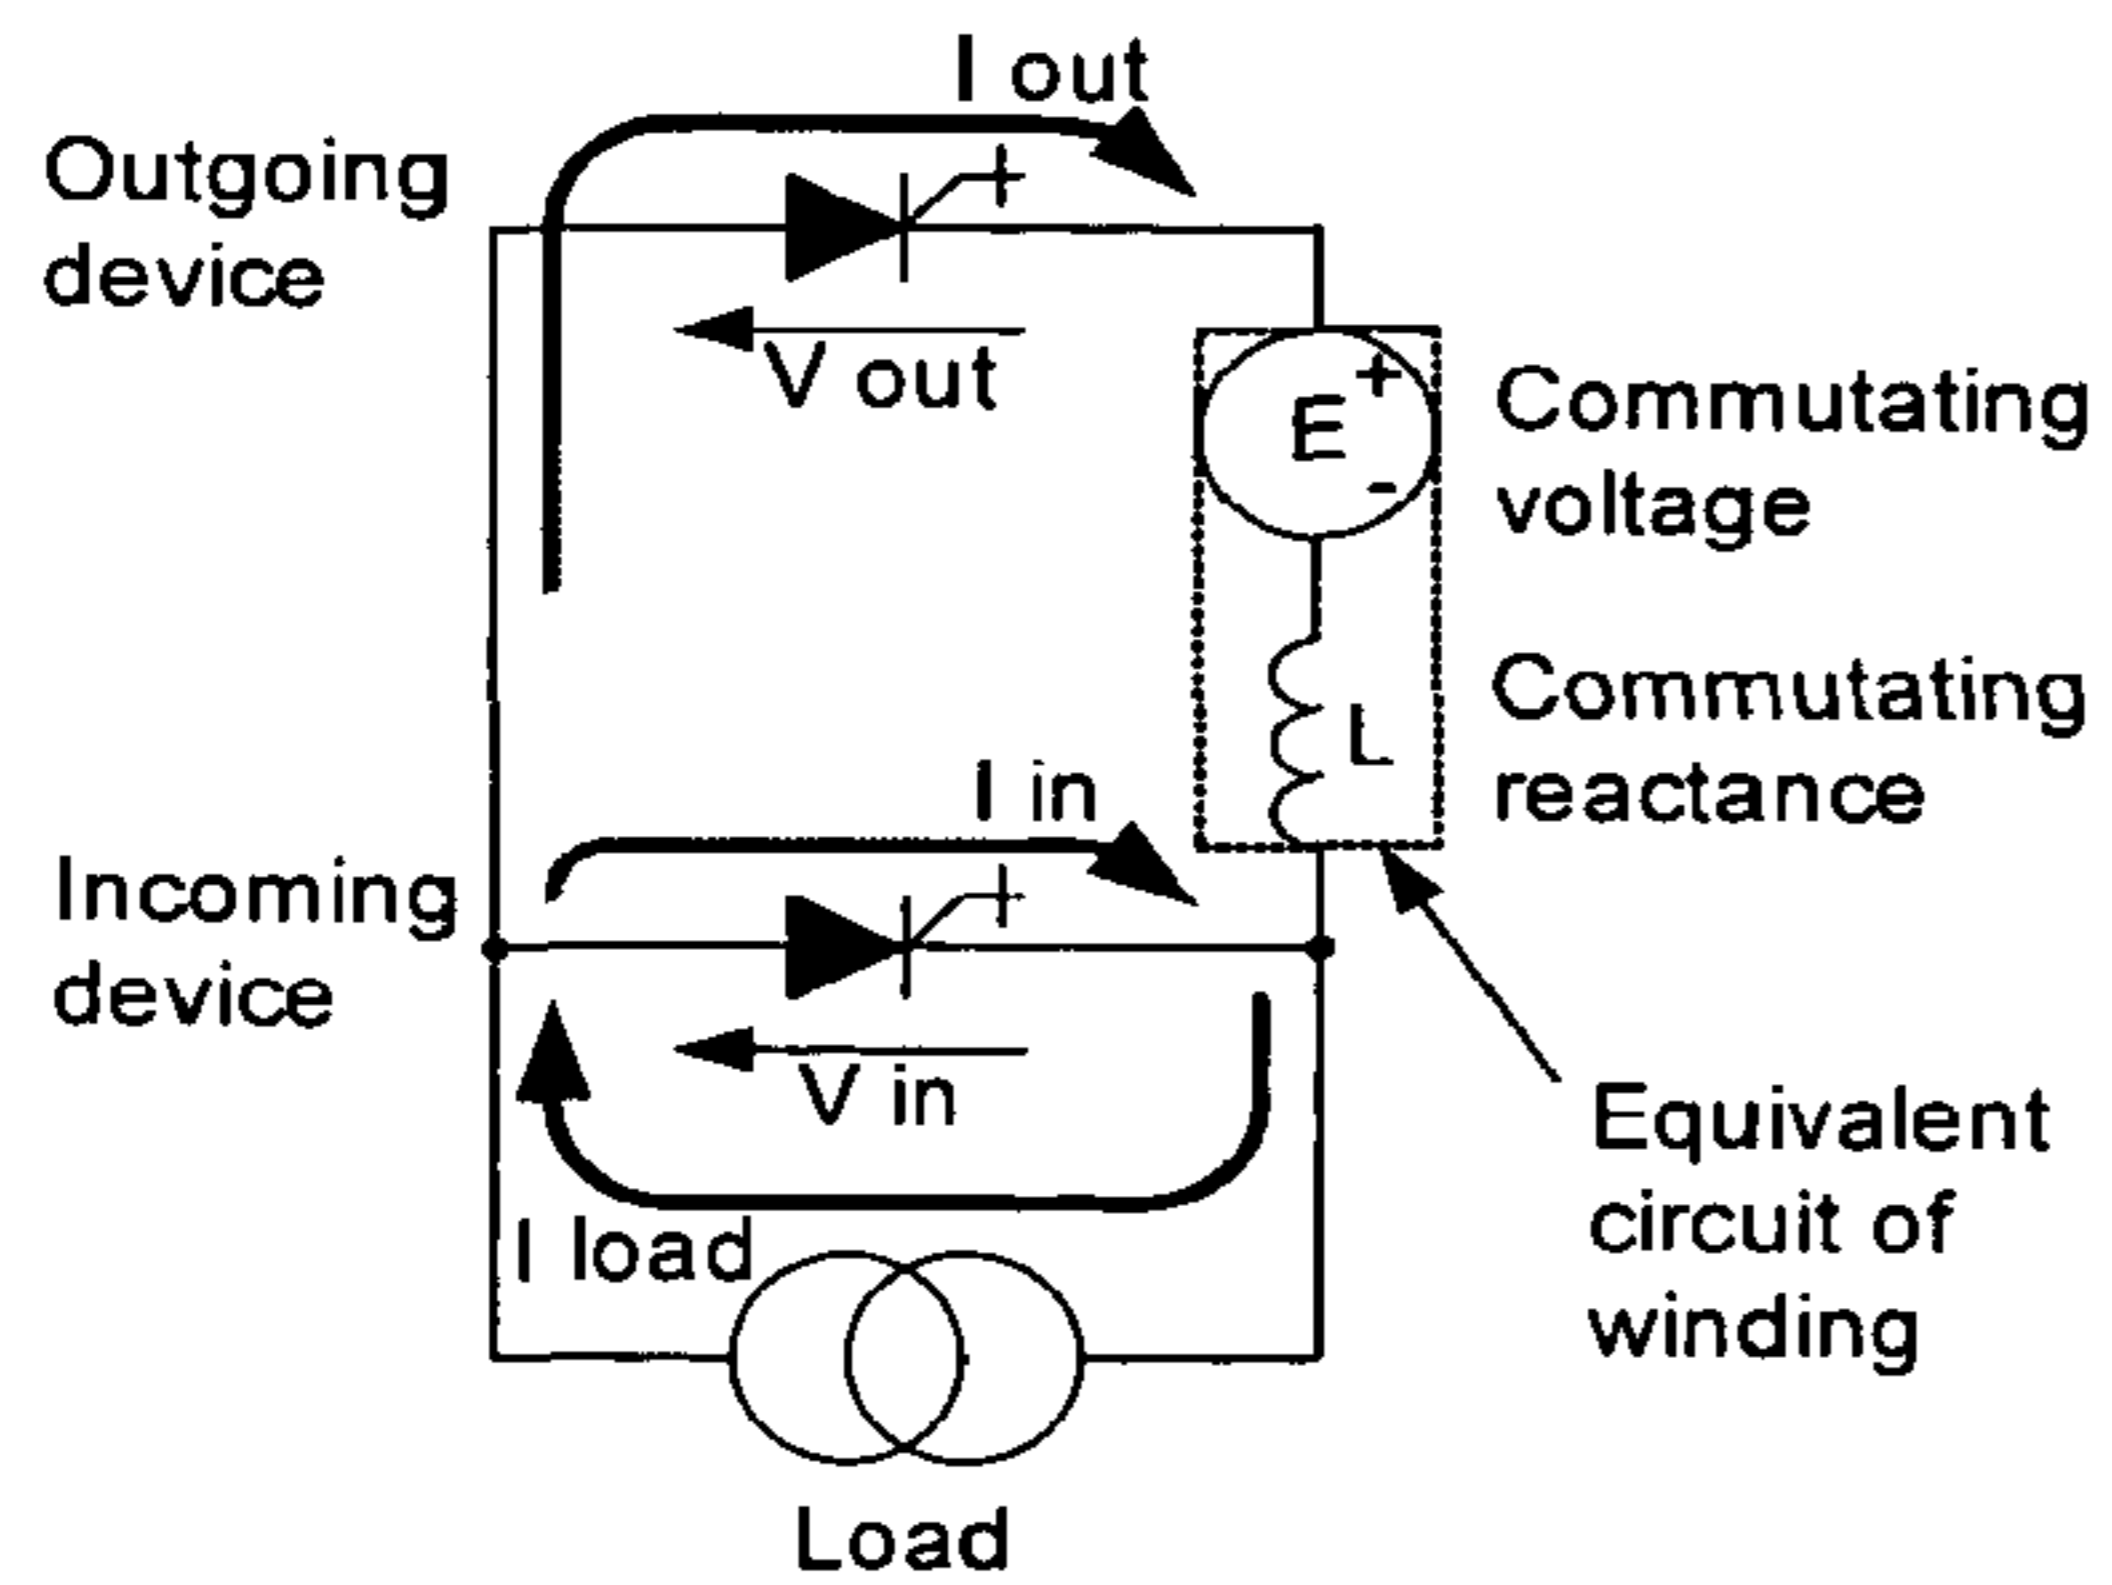 I out
Outgoing
device
V out
+
E
-
Commutating
voltage
L
Commutating
reactance
I in
Incoming
device
V in
I load
Equivalent
circuit of
winding
Load